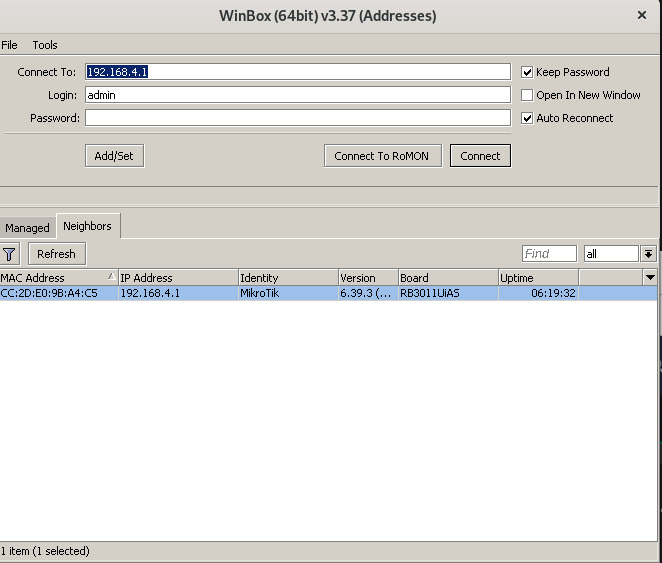 WinBox (64bit) v3.37 (Addresses)
File Tools
Connect To: 192.168.4.1 Keep Password
Login: admin Open In New Window
Password: Auto Reconnect
Add/Set Connect To RoMON Connect
Managed Neighbors
Refresh Find all
MAC Address IP Address Identity Version Board Uptime
CC:2D:E0:9B:A4:C5 192.168.4.1 MikroTik 6.39.3 (... RB3011UiAS 06:19:32
1 item (1 selected)